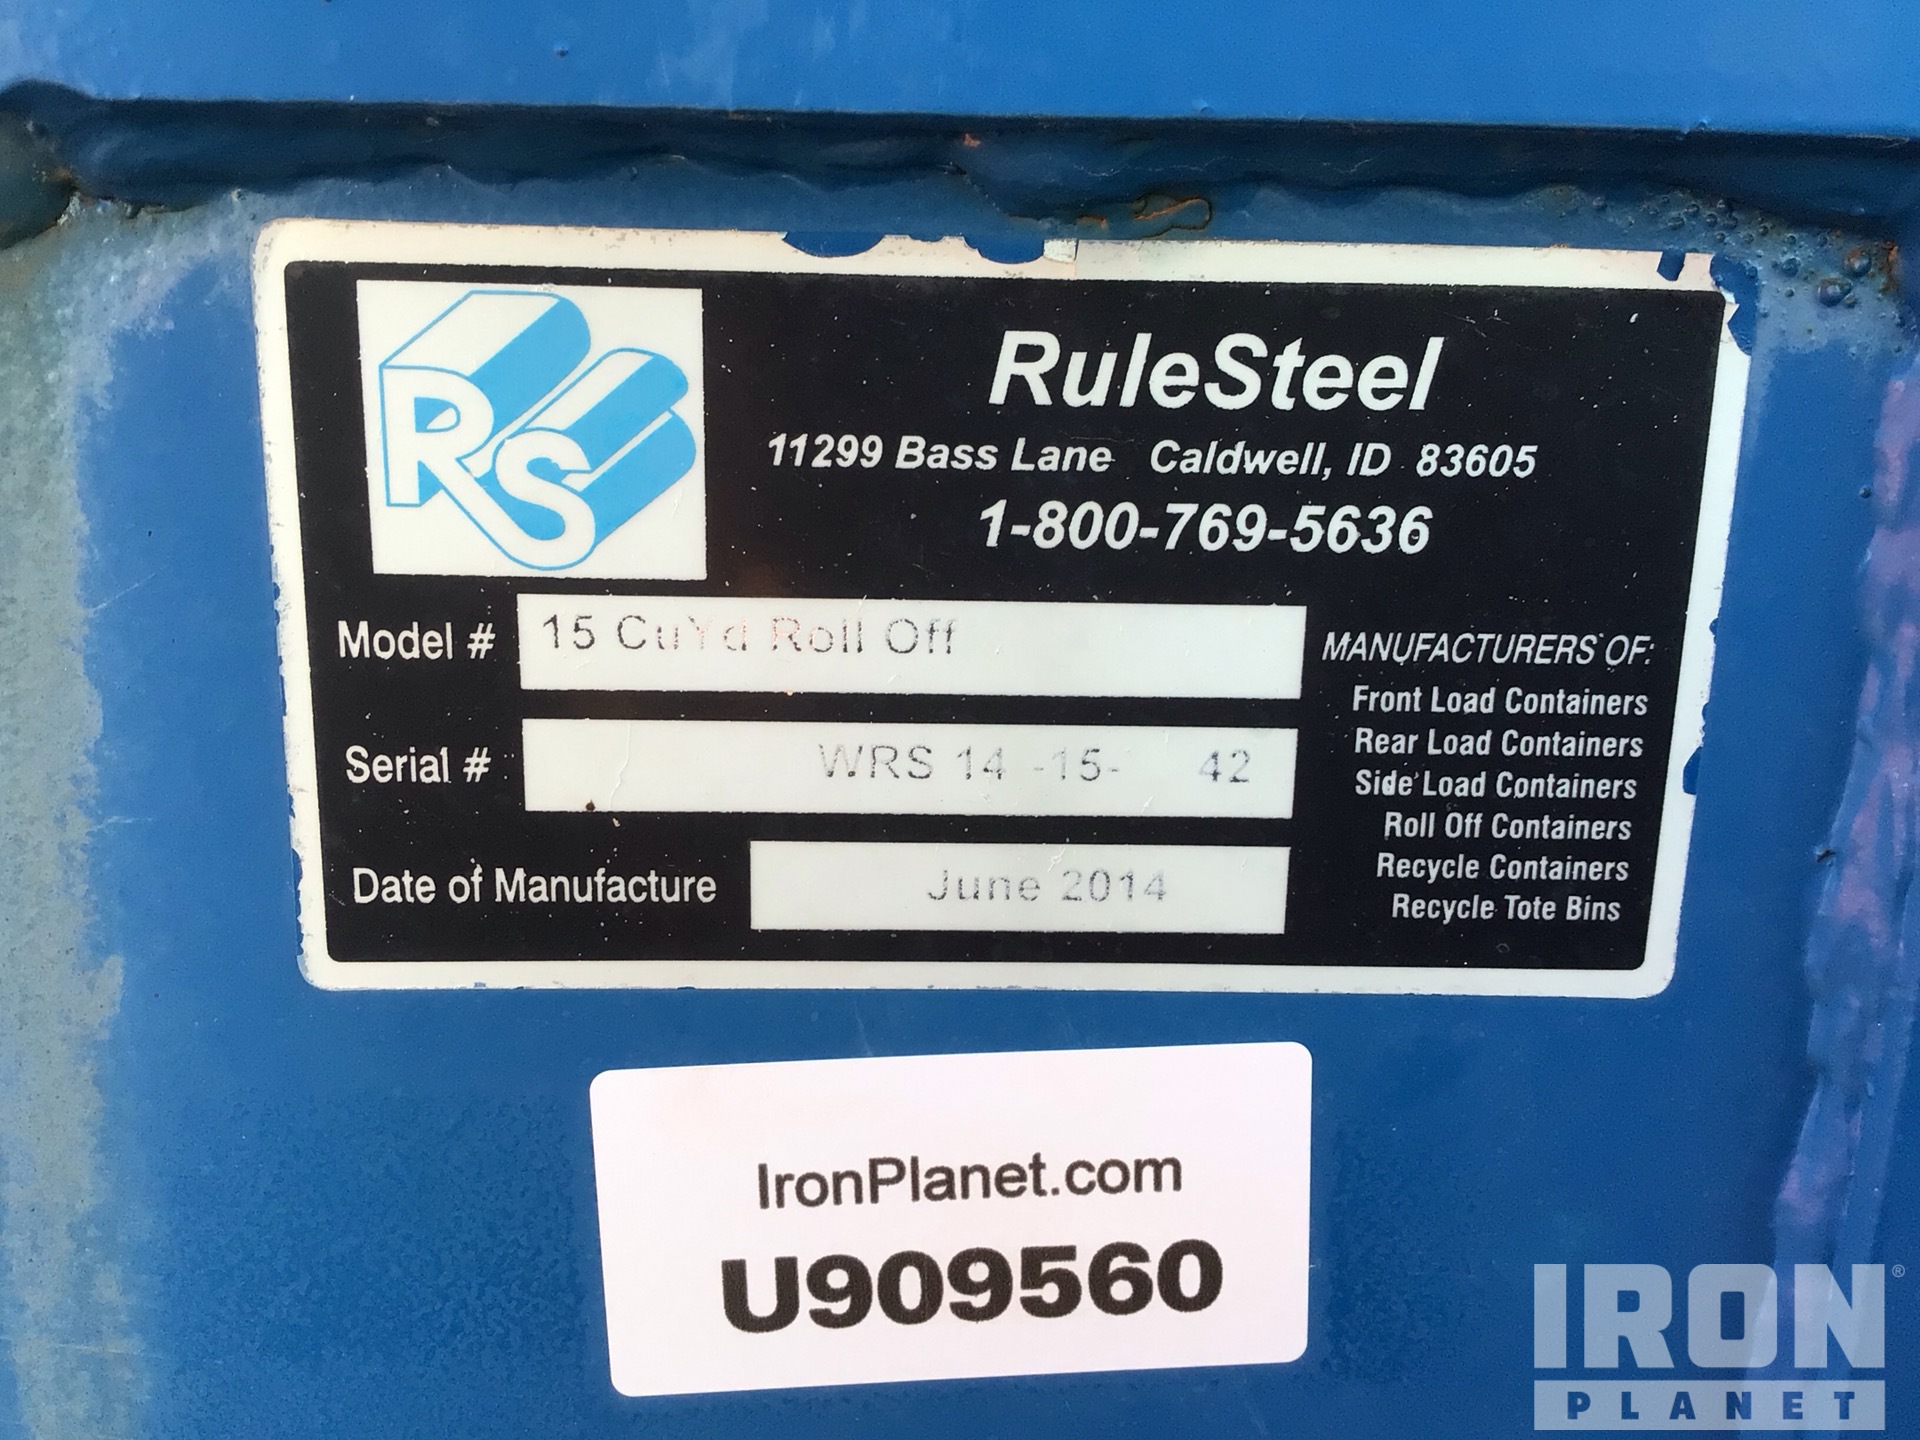 RS
RuleSteel
11299 Bass Lane Caldwell, ID 83605
1-800-769-5636
Model # 15 CuYd Roll Off
Serial # WRS 14 -15- 42
Date of Manufacture June 2014
MANUFACTURERS OF:
Front Load Containers
Rear Load Containers
Side Load Containers
Roll Off Containers
Recycle Containers
Recycle Tote Bins
IronPlanet.com
U909560
IRON®
PLANET